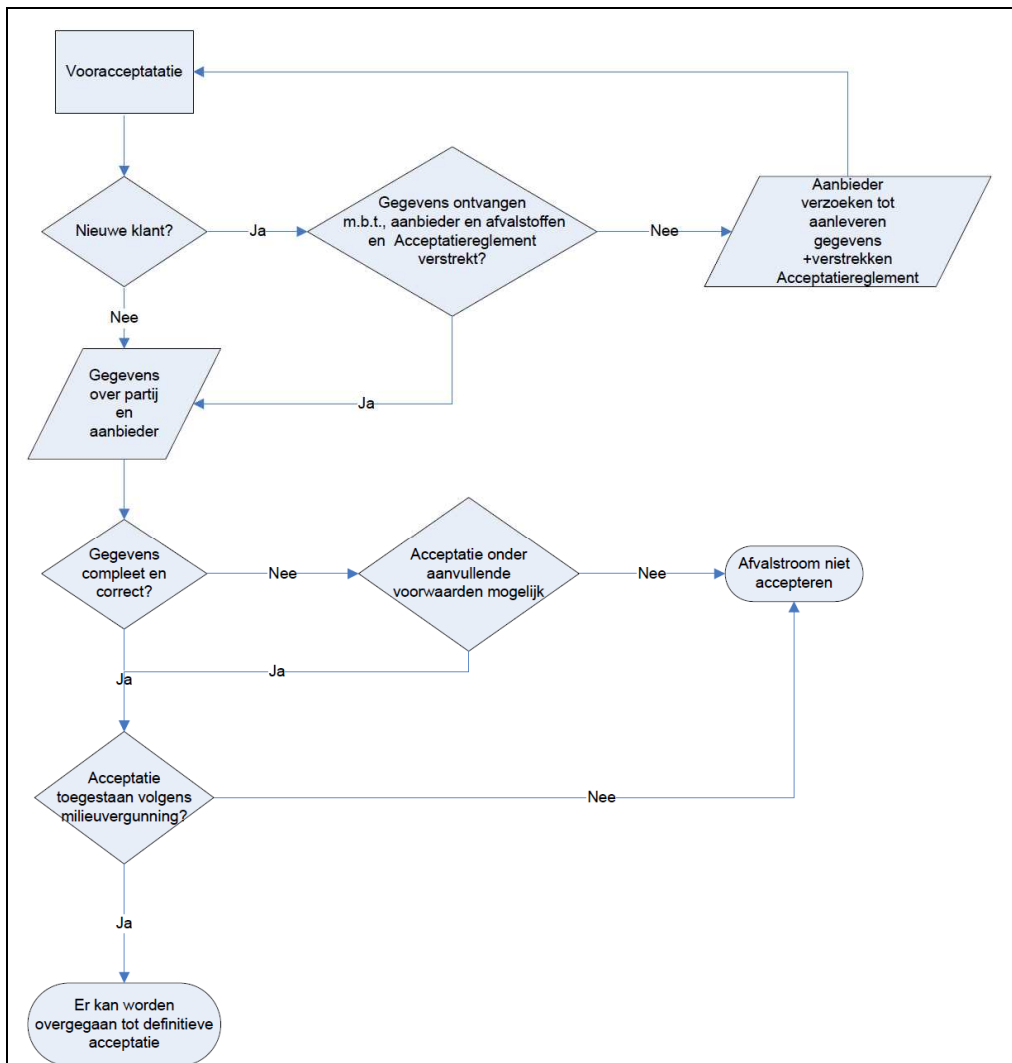 Vooracceptatatie
Nieuwe klant?
Ja
Gegevens ontvangen
m.b.t., aanbieder en afvalstoffen
en Acceptatiereglement
verstrekt?
Nee
Aanbieder
verzoeken tot
aanleveren
gegevens
+verstrekken
Acceptatiereglement
Nee
Gegevens
over partij
en
aanbieder
Ja
Gegevens
compleet en
correct?
Nee
Acceptatie onder
aanvullende
voorwaarden mogelijk
Nee
Afvalstroom niet
accepteren
Ja
Ja
Acceptatie
toegestaan volgens
milieuvergunning?
Nee
Ja
Er kan worden
overgegaan tot definitieve
acceptatie